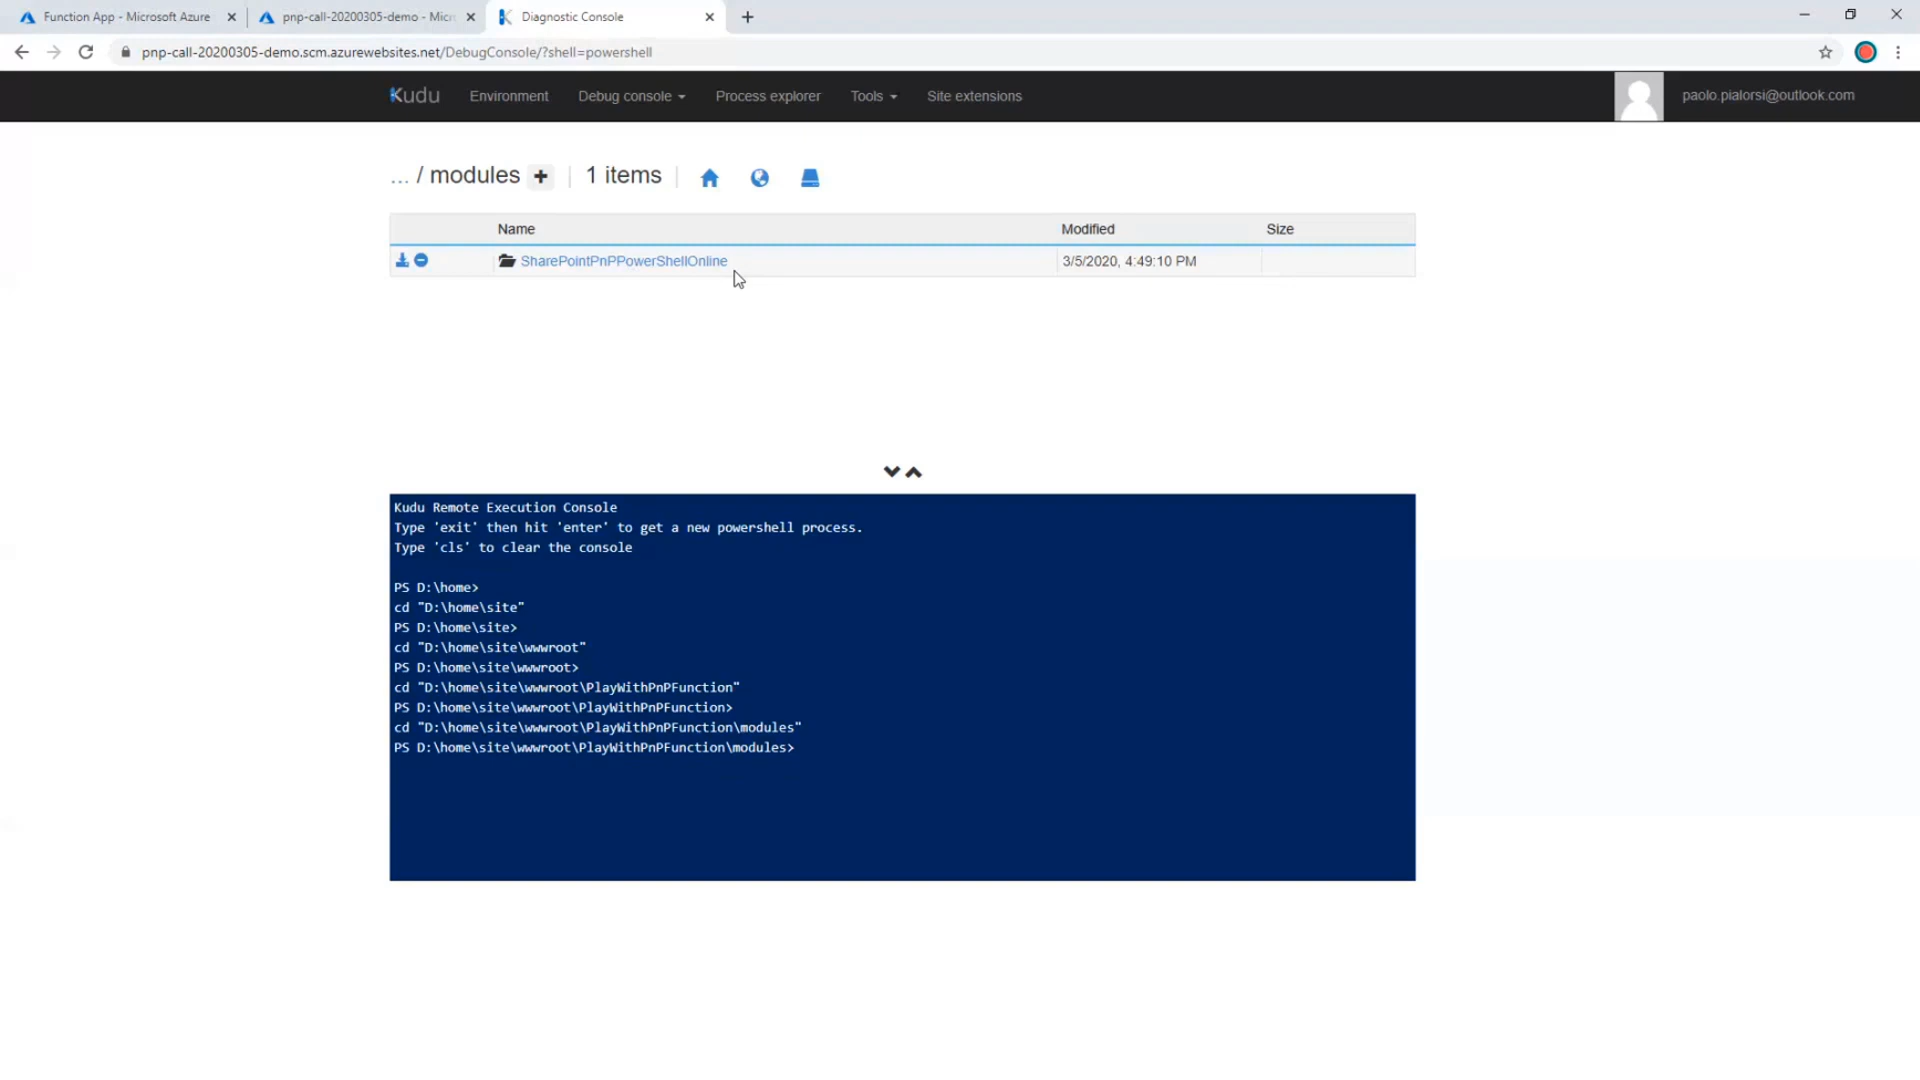 Function App - Microsoft Azure
pnp-call-20200305-demo - Micr
Diagnostic Console
pnp-call-20200305-demo.scm.azurewebsites.net/DebugConsole/?shell=powershell
Kudu Environment Debug console Process explorer Tools Site extensions paolo.pialorsi@outlook.com
... / modules + | 1 items |
Name Modified Size
SharePointPnPPowerShellOnline 3/5/2020, 4:49:10 PM
Kudu Remote Execution Console
Type 'exit' then hit 'enter' to get a new powershell process.
Type 'cls' to clear the console
PS D:\home>
cd "D:\home\site"
PS D:\home\site>
cd "D:\home\site\wwwroot"
PS D:\home\site\wwwroot>
cd "D:\home\site\wwwroot\PlayWithPnPFunction"
PS D:\home\site\wwwroot\PlayWithPnPFunction>
cd "D:\home\site\wwwroot\PlayWithPnPFunction\modules"
PS D:\home\site\wwwroot\PlayWithPnPFunction\modules>